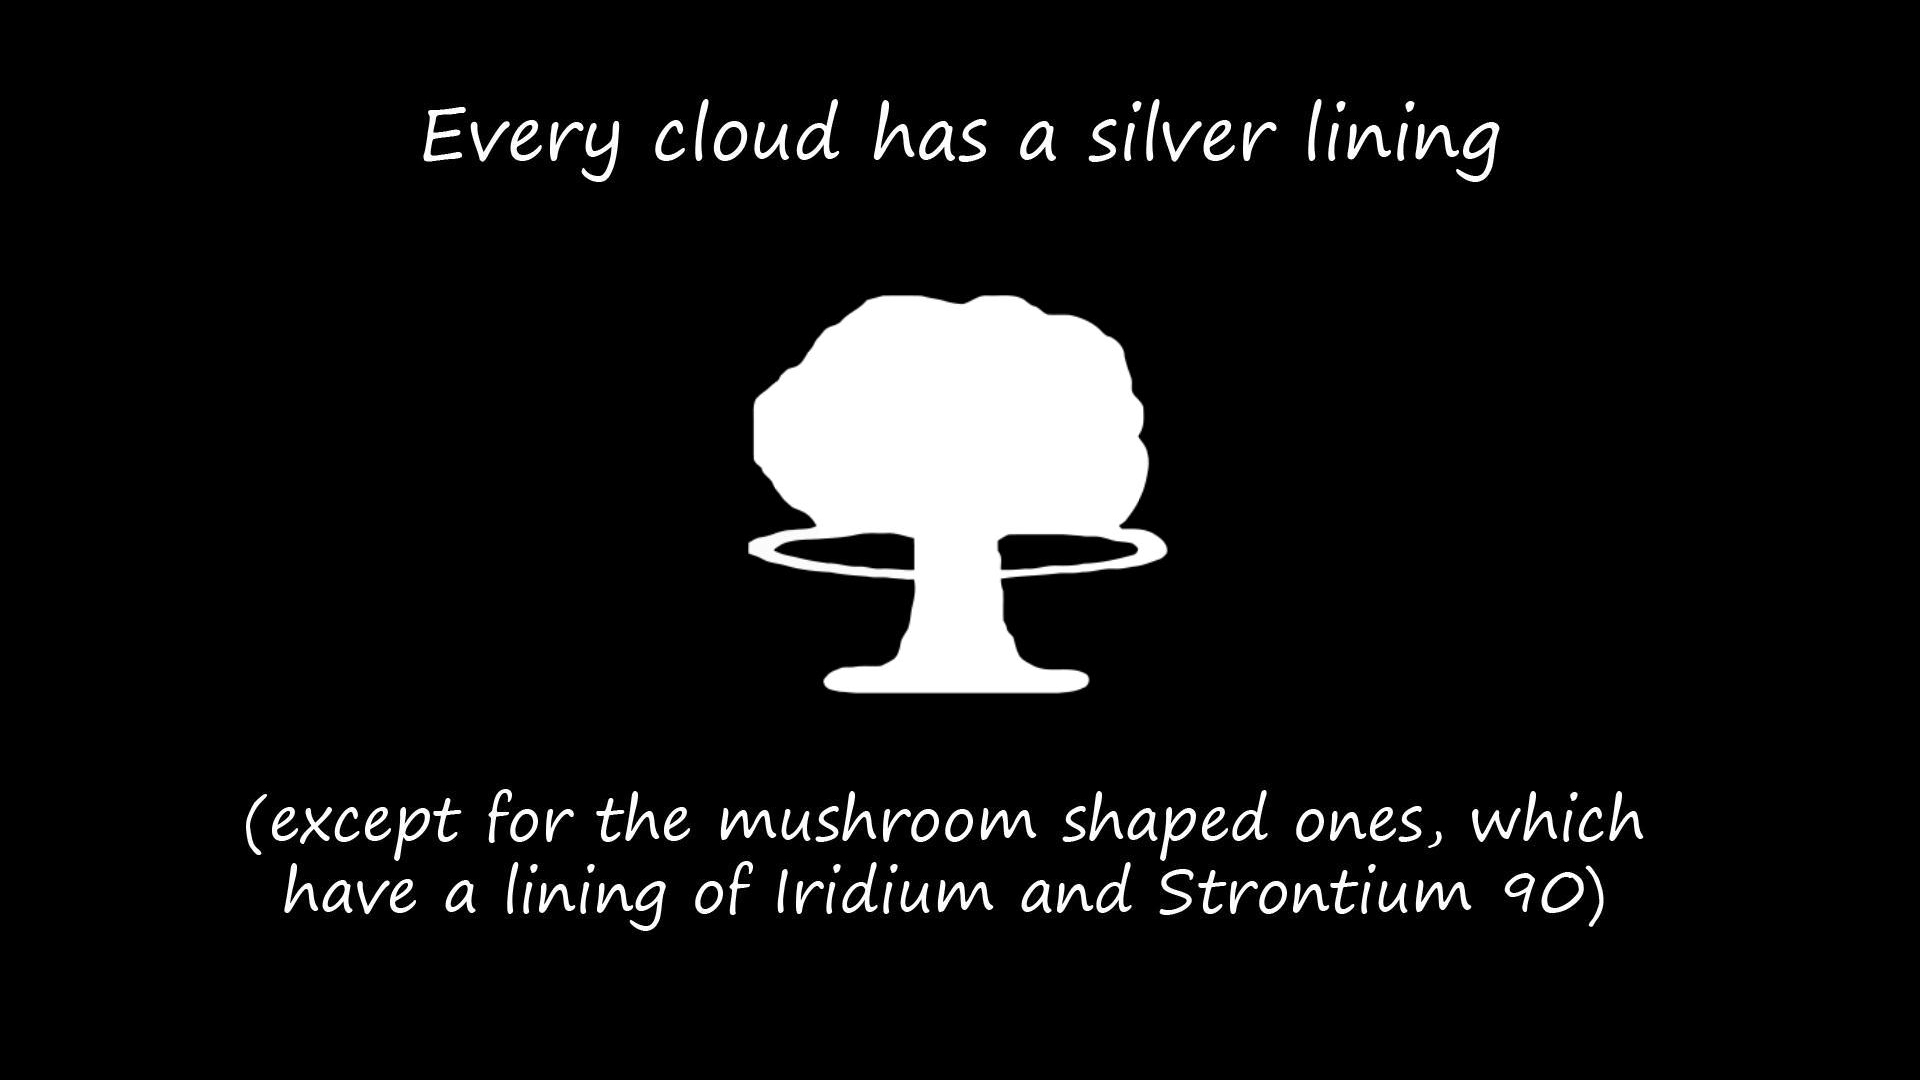 Every cloud has a silver lining
(except for the mushroom shaped ones, which
have a lining of Iridium and Strontium 90)